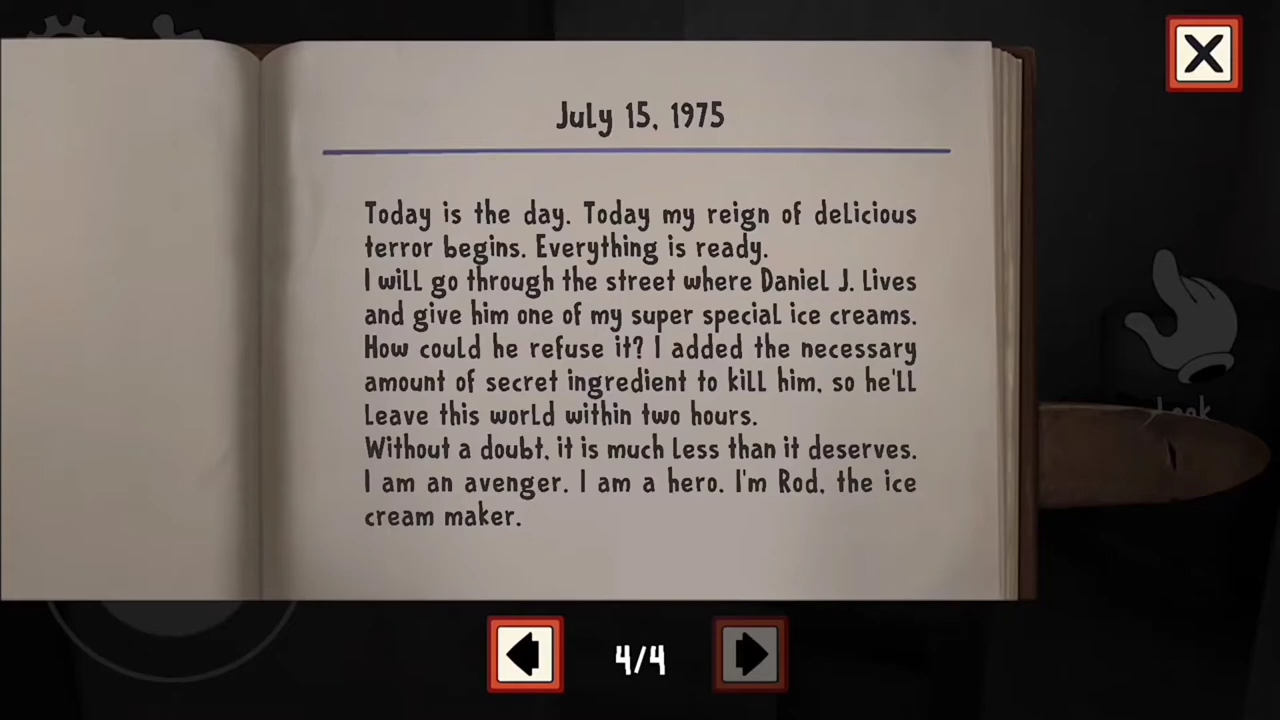 July 15, 1975
Today is the day. Today my reign of delicious
terror begins. Everything is ready.
I will go through the street where Daniel J. lives
and give him one of my super special ice creams.
How could he refuse it? I added the necessary
amount of secret ingredient to kill him, so he'll
leave this world within two hours.
Without a doubt, it is much less than it deserves.
I am an avenger. I am a hero. I'm Rod, the ice
cream maker.
Look
4/4